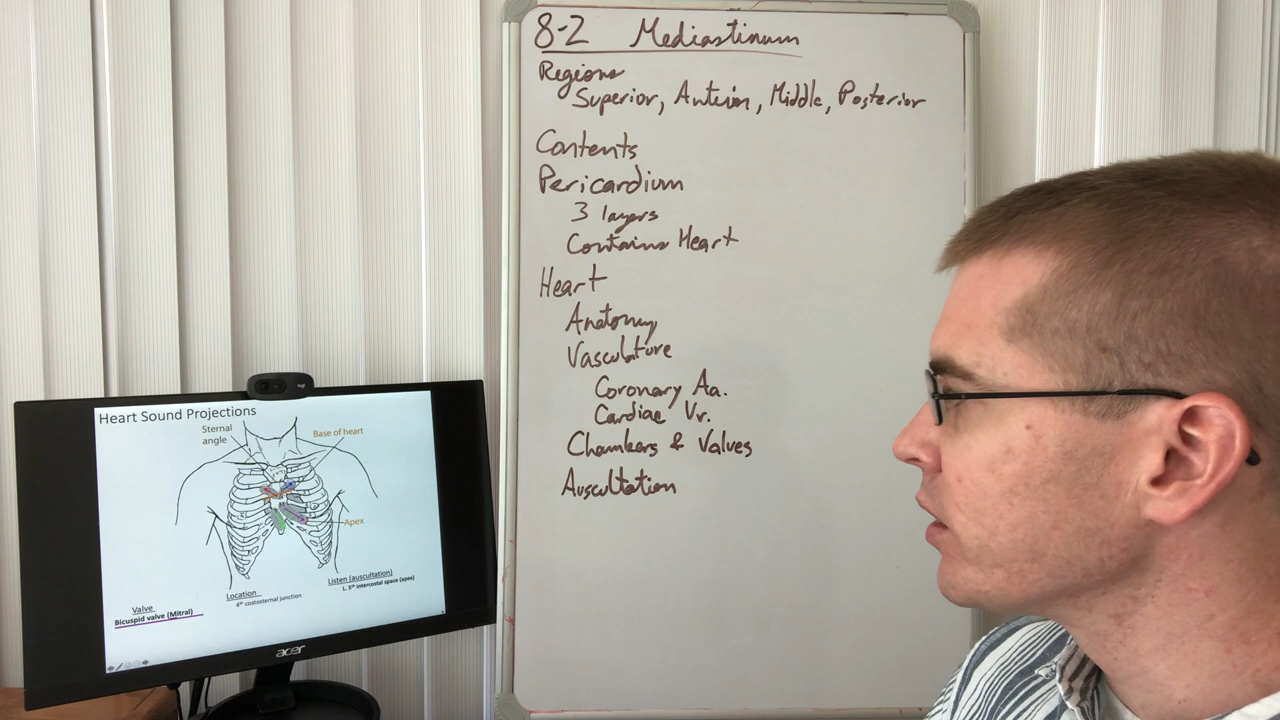 8-2 Mediastinum
Regions
Superior, Anterior, Middle, Posterior
Contents
Pericardium
3 layers
Contains Heart
Heart
Anatomy
Vasculature
Coronary Aa.
Cardiac Vv.
Chambers & Valves
Auscultation
Heart Sound Projections
Sternal
angle
Base of heart
Apex
Valve
Bicuspid valve (Mitral)
Location
4th costosternal junction
Listen (auscultation)
L. 5th intercostal space (apex)
acer
logi